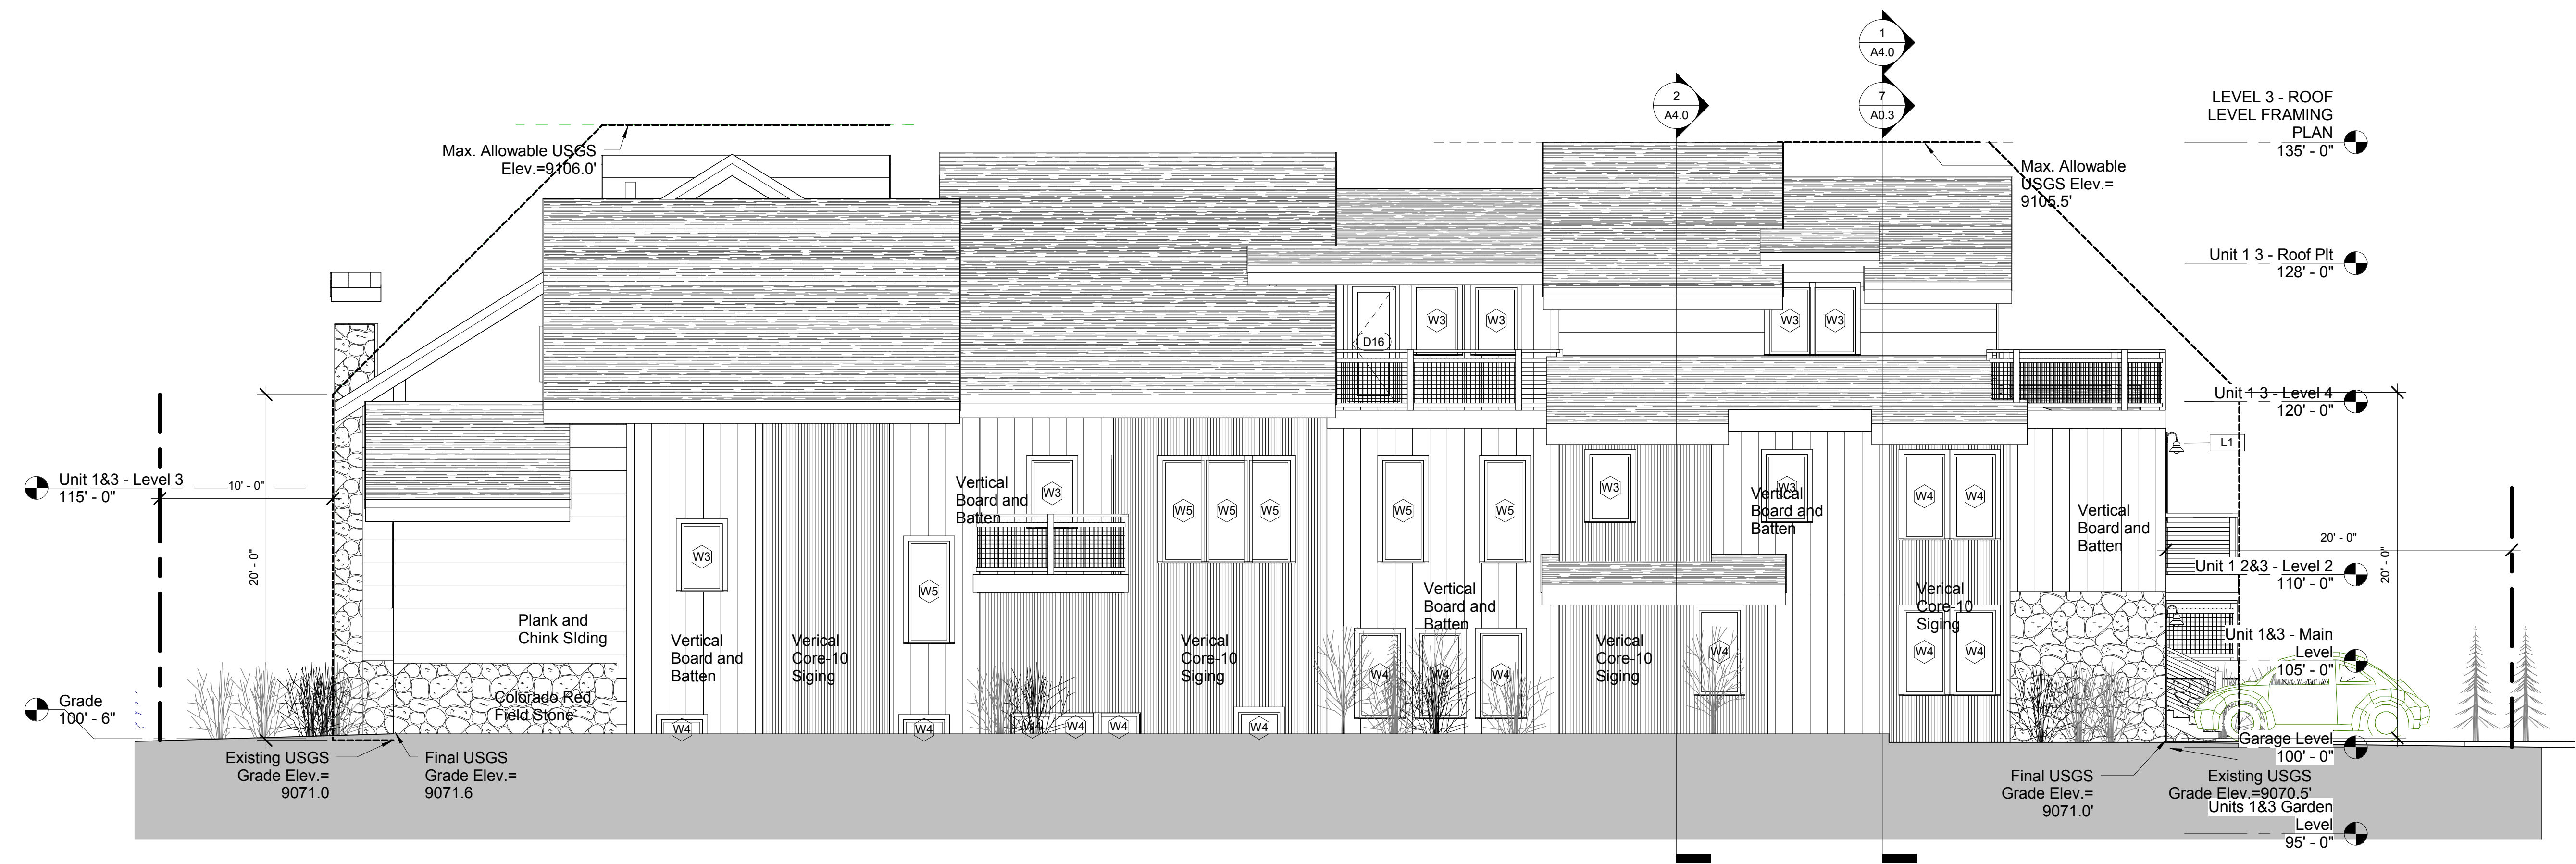 1
A4.0
2
A4.0
7
A0.3
LEVEL 3 - ROOF
LEVEL FRAMING
PLAN
135' - 0"
Max. Allowable USGS
Elev.=9106.0'
Max. Allowable
USGS Elev.=
9105.5'
Unit 1 3 - Roof Plt
128' - 0"
W3
W3
W3
W3
D16
Unit 1 3 - Level 4
120' - 0"
L1
Unit 1&3 - Level 3
115' - 0"
10' - 0"
20' - 0"
Vertical
Board and
Batten
W3
W5
W5
W5
W5
W5
W3
Vertical
Board and
Batten
W3
W4
W4
Vertical
Board and
Batten
20' - 0"
20' - 0"
W3
W5
Unit 1 2&3 - Level 2
110' - 0"
Plank and
Chink SIding
Vertical
Board and
Batten
Verical
Core-10
Siging
Verical
Core-10
Siging
Vertical
Board and
Batten
Verical
Core-10
Siging
Verical
Core-10
Siging
W4
W4
W4
W4
W4
W4
Unit 1&3 - Main
Level
105' - 0"
Grade
100' - 6"
Colorado Red
Field Stone
W4
W4
W4
W4
W4
W4
Garage Level
100' - 0"
Existing USGS
Grade Elev.=
9071.0
Final USGS
Grade Elev.=
9071.6
Final USGS
Grade Elev.=
9071.0'
Existing USGS
Grade Elev.=9070.5'
Units 1&3 Garden
Level
95' - 0"